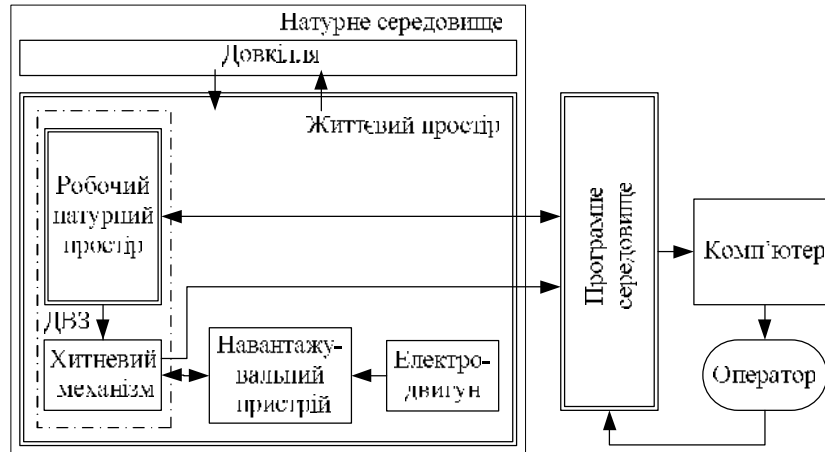 Натурне середовище
Довкілля
Життєвий простір
Робочий
натурний
простір
ДВЗ
Хитневий
механізм
Навантажу-
вальний
пристрій
Електро-
двигун
Програмне
середовище
Комп’ютер
Оператор